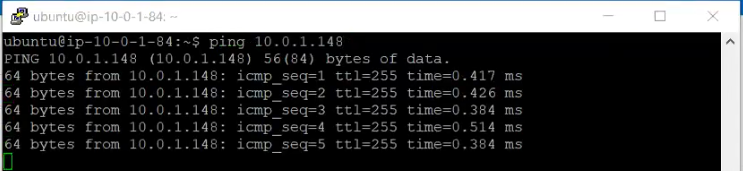 ubuntu@ip-10-0-1-84: ~
ubuntu@ip-10-0-1-84:~$ ping 10.0.1.148
PING 10.0.1.148 (10.0.1.148) 56(84) bytes of data.
64 bytes from 10.0.1.148: icmp_seq=1 ttl=255 time=0.417 ms
64 bytes from 10.0.1.148: icmp_seq=2 ttl=255 time=0.426 ms
64 bytes from 10.0.1.148: icmp_seq=3 ttl=255 time=0.384 ms
64 bytes from 10.0.1.148: icmp_seq=4 ttl=255 time=0.514 ms
64 bytes from 10.0.1.148: icmp_seq=5 ttl=255 time=0.384 ms